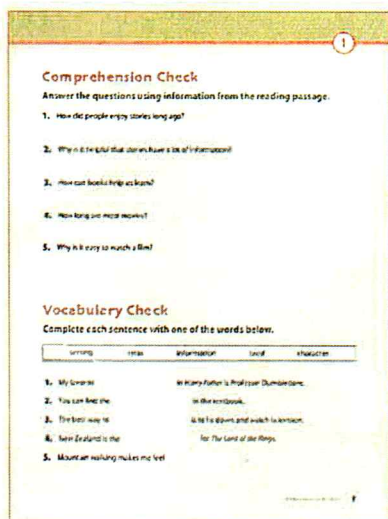 1
Comprehension Check
Answer the questions using information from the reading passage.
1. How did people enjoy stories long ago?
2. Why is it helpful that stories have a lot of information?
3. How can books help us learn?
4. How long are most movies?
5. Why is it easy to watch a film?
Vocabulary Check
Complete each sentence with one of the words below.
setting relax information tired character
1. My favorite in Harry Potter is Professor Dumbledore.
2. You can find the in the textbook.
3. The best way to is to lie down and watch television.
4. New Zealand is the for The Lord of the Rings.
5. Mountain walking makes me feel